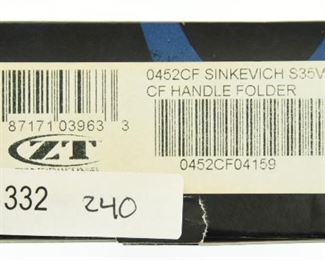 0452CF SINKEVICH S35V
CF HANDLE FOLDER
87171 03963 3
ZT
0452CF04159
332 240